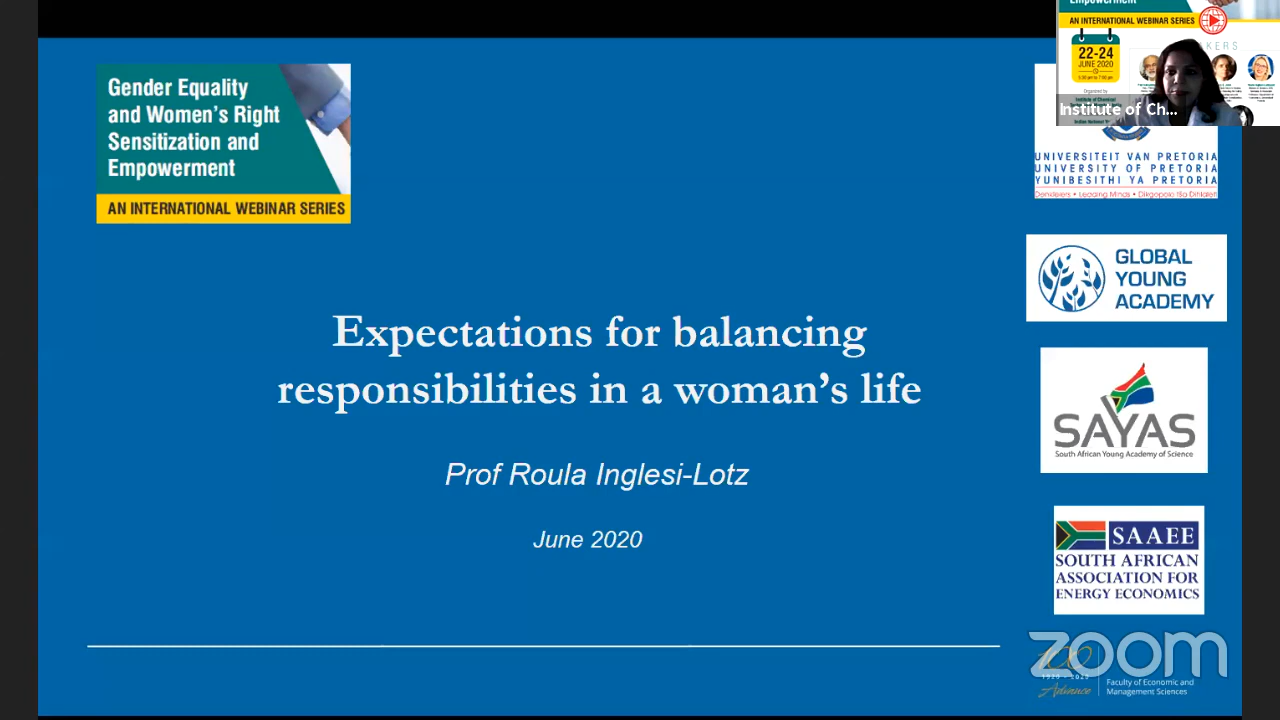 Gender Equality
and Women's Right
Sensitization and
Empowerment
AN INTERNATIONAL WEBINAR SERIES
Expectations for balancing
responsibilities in a woman's life
Prof Roula Inglesi-Lotz
June 2020
AN INTERNATIONAL WEBINAR SERIES
22-24
JUNE 2020
Organized by
Institute of Ch...
UNIVERSITEIT VAN PRETORIA
UNIVERSITY OF PRETORIA
YUNIBESITHI YA PRETORIA
GLOBAL
YOUNG
ACADEMY
SAYAS
South African Young Academy of Science
SAAEE
SOUTH AFRICAN
ASSOCIATION FOR
ENERGY ECONOMICS
zoom
Faculty of Economic and
Management Sciences